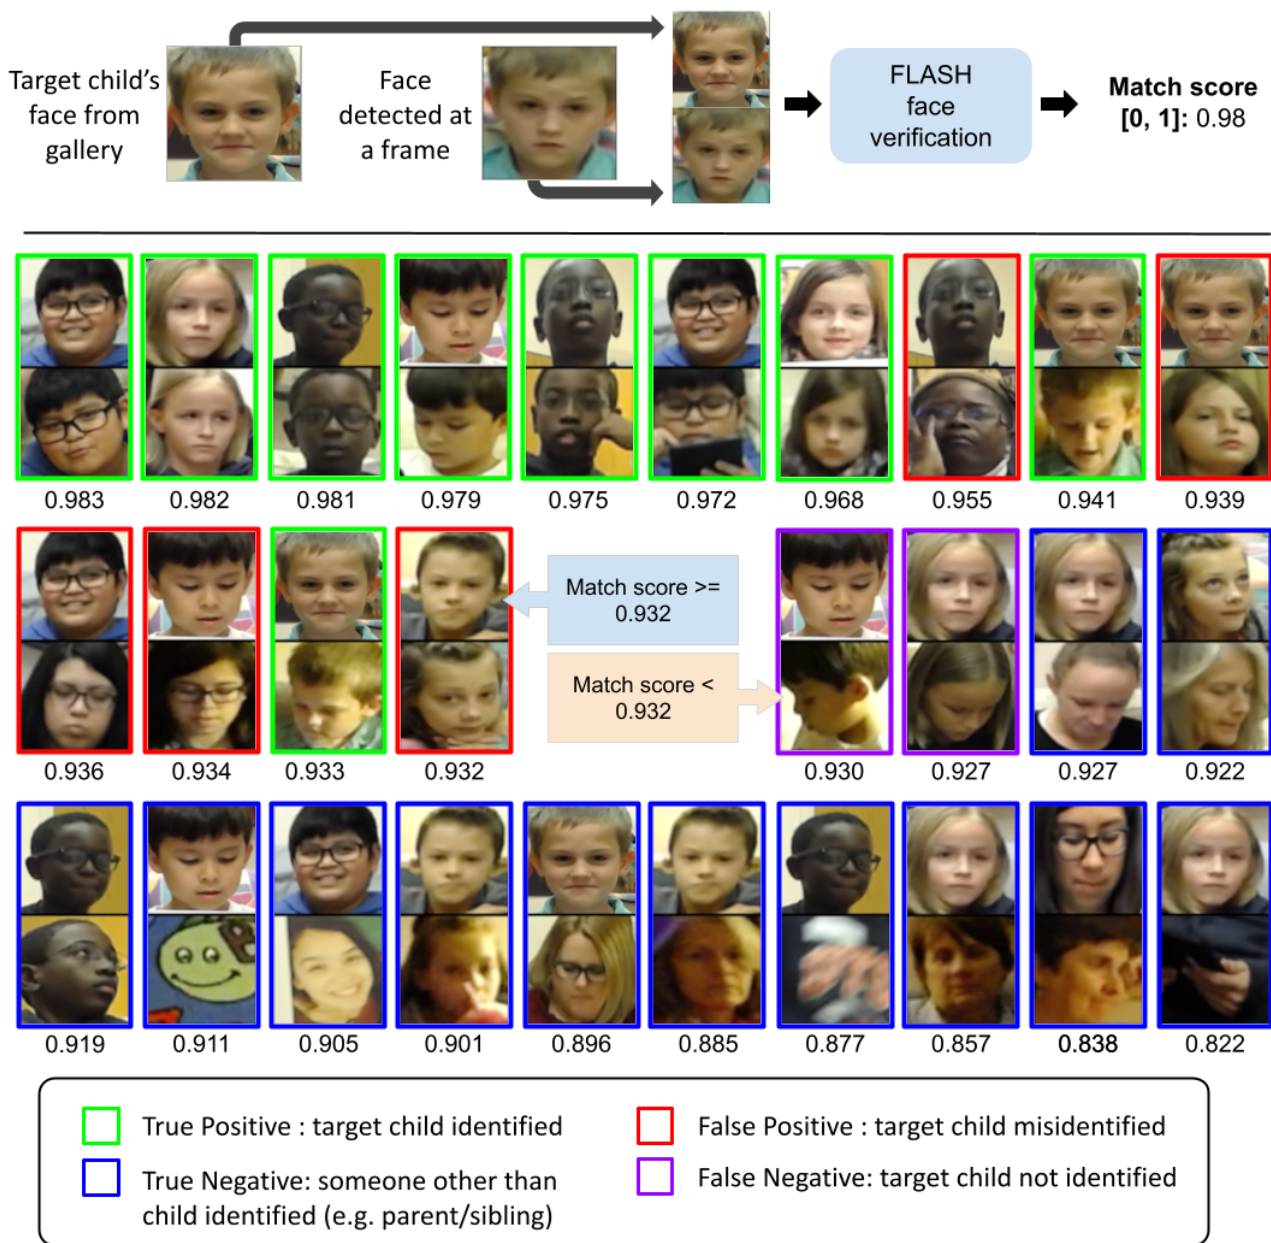 Target child's
face from
gallery
Face
detected at
a frame
FLASH
face
verification
Match score
[0, 1]: 0.98
0.983 0.982 0.981 0.979 0.975 0.972 0.968 0.955 0.941 0.939
Match score >=
0.932
Match score <
0.932
0.936 0.934 0.933 0.932 0.930 0.927 0.927 0.922
0.919 0.911 0.905 0.901 0.896 0.885 0.877 0.857 0.838 0.822
True Positive : target child identified
False Positive : target child misidentified
True Negative: someone other than
child identified (e.g. parent/sibling)
False Negative: target child not identified